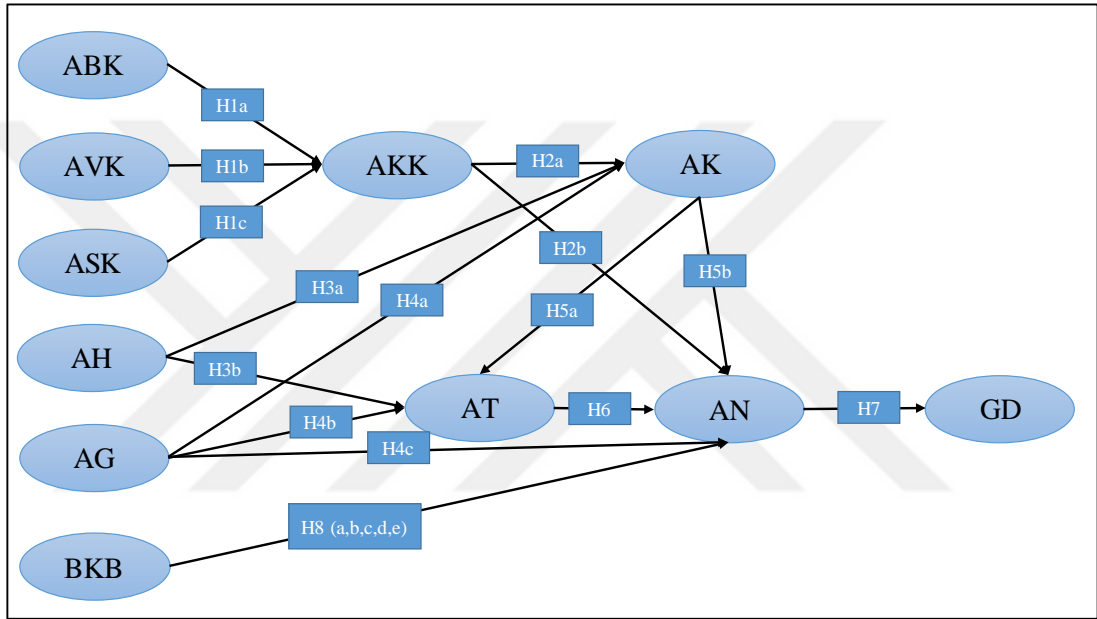 ABK
H1a
AVK
H1b
AKK
H2a
AK
H1c
ASK
H2b
H5b
H3a
H4a
H5a
AH
H3b
AT
H6
AN
H7
GD
H4b
H4c
AG
H8 (a,b,c,d,e)
BKB